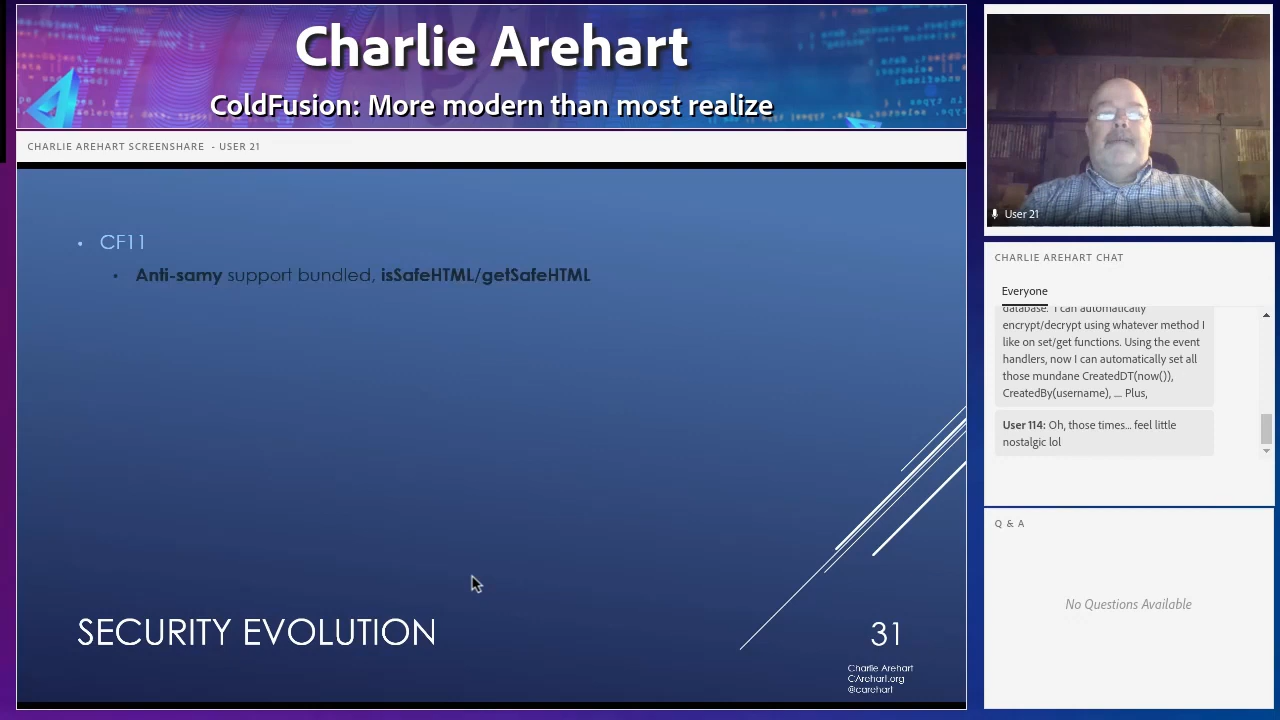 Charlie Arehart
ColdFusion: More modern than most realize
CHARLIE AREHART SCREENSHARE - USER 21
• CF11
• Anti-samy support bundled, isSafeHTML/getSafeHTML
SECURITY EVOLUTION
31
Charlie Arehart
CArehart.org
@carehart
User 21
CHARLIE AREHART CHAT
Everyone
database. I can automatically
encrypt/decrypt using whatever method I
like on set/get functions. Using the event
handlers, now I can automatically set all
those mundane CreatedDT(now()),
CreatedBy(username), .... Plus,
User 114: Oh, those times... feel little
nostalgic lol
Q & A
No Questions Available